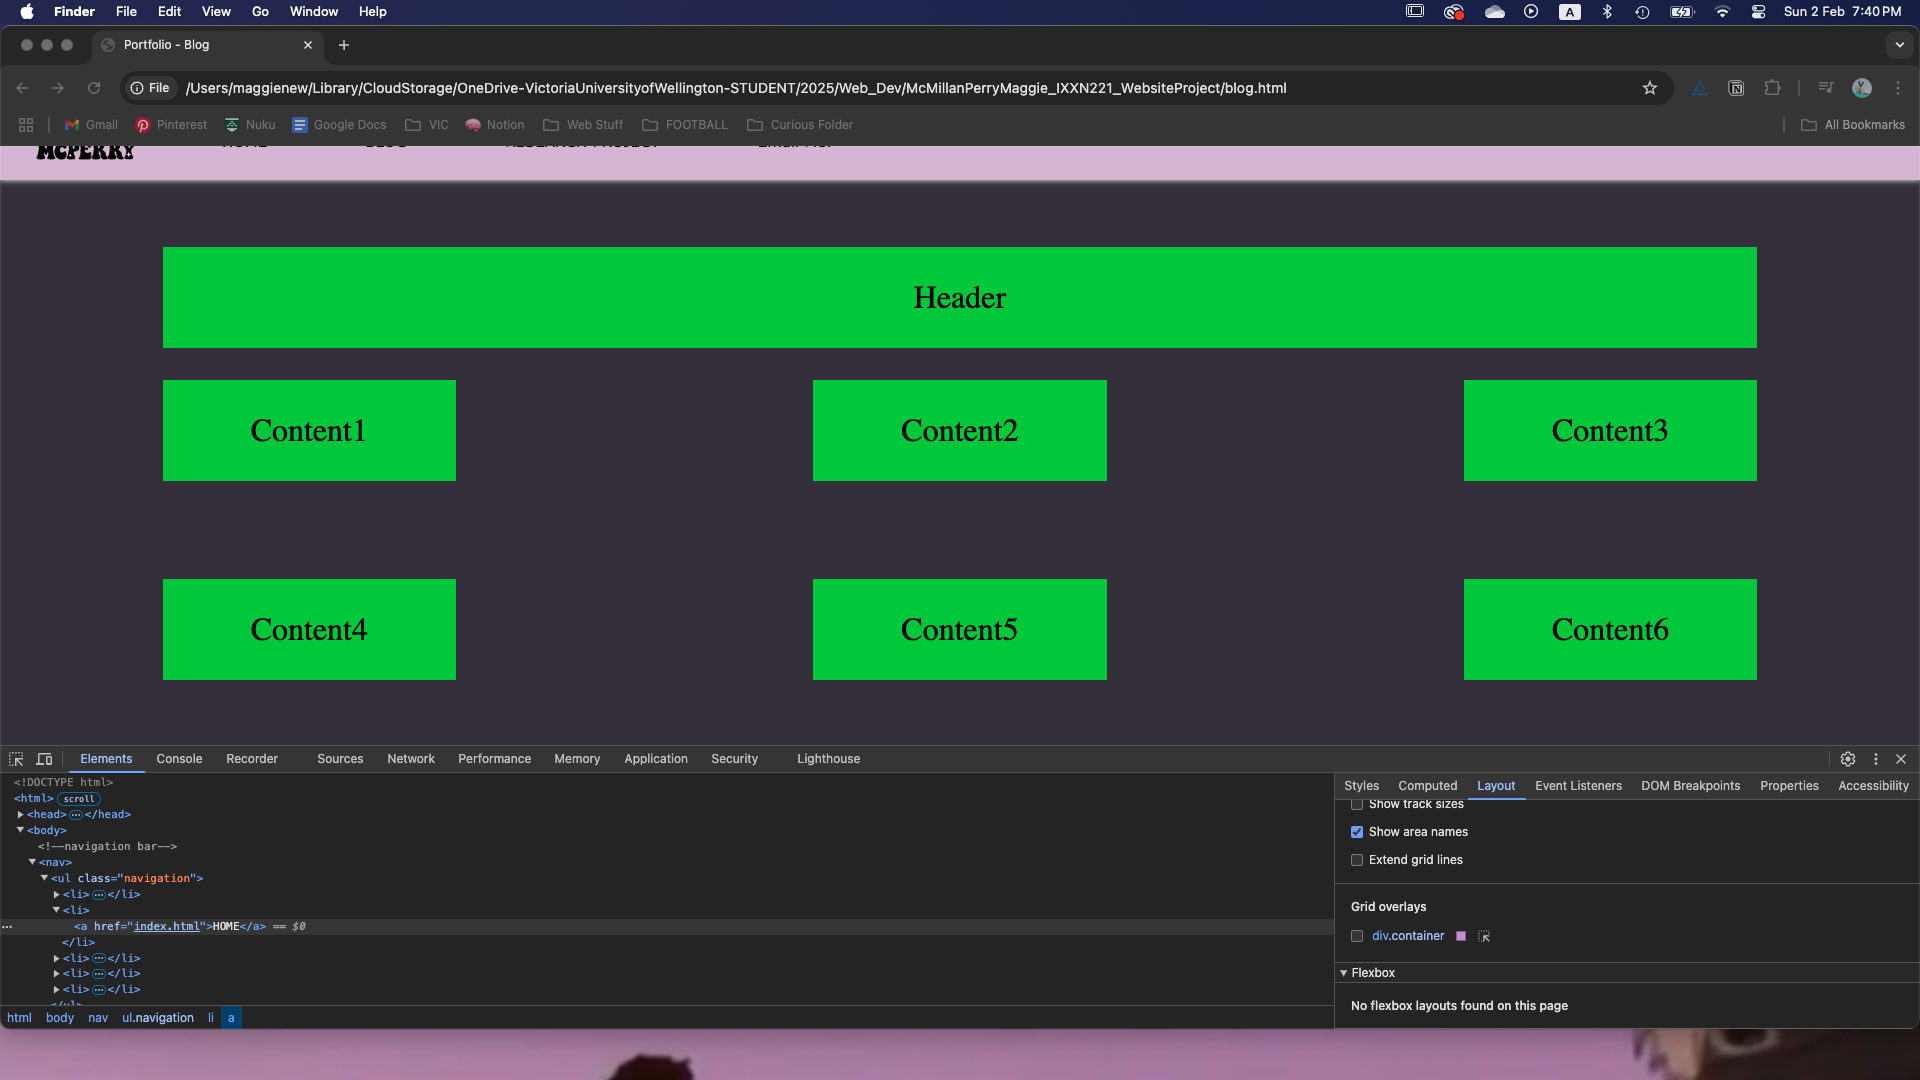 Finder File Edit View Go Window Help A Sun 2 Feb 7:40 PM
Portfolio - Blog
File /Users/maggienew/Library/CloudStorage/OneDrive-VictoriaUniversityofWellington-STUDENT/2025/Web_Dev/McMillanPerryMaggie_IXXN221_WebsiteProject/blog.html
Gmail Pinterest Nuku Google Docs VIC Notion Web Stuff FOOTBALL Curious Folder All Bookmarks
MCPERRY HOME BLOG RESEARCH PROJECT
Header
Content1 Content2 Content3
Content4 Content5 Content6
Elements Console Recorder Sources Network Performance Memory Application Security Lighthouse
<!DOCTYPE html>
<html> scroll
<head> … </head>
<body>
<!--navigation bar-->
<nav>
<ul class="navigation">
<li> … </li>
<li>
<a href="index.html">HOME</a> == $0
</li>
<li> … </li>
<li> … </li>
<li> … </li>
</ul>
html body nav ul.navigation li a
Styles Computed Layout Event Listeners DOM Breakpoints Properties Accessibility
Show track sizes
Show area names
Extend grid lines
Grid overlays
div.container
Flexbox
No flexbox layouts found on this page